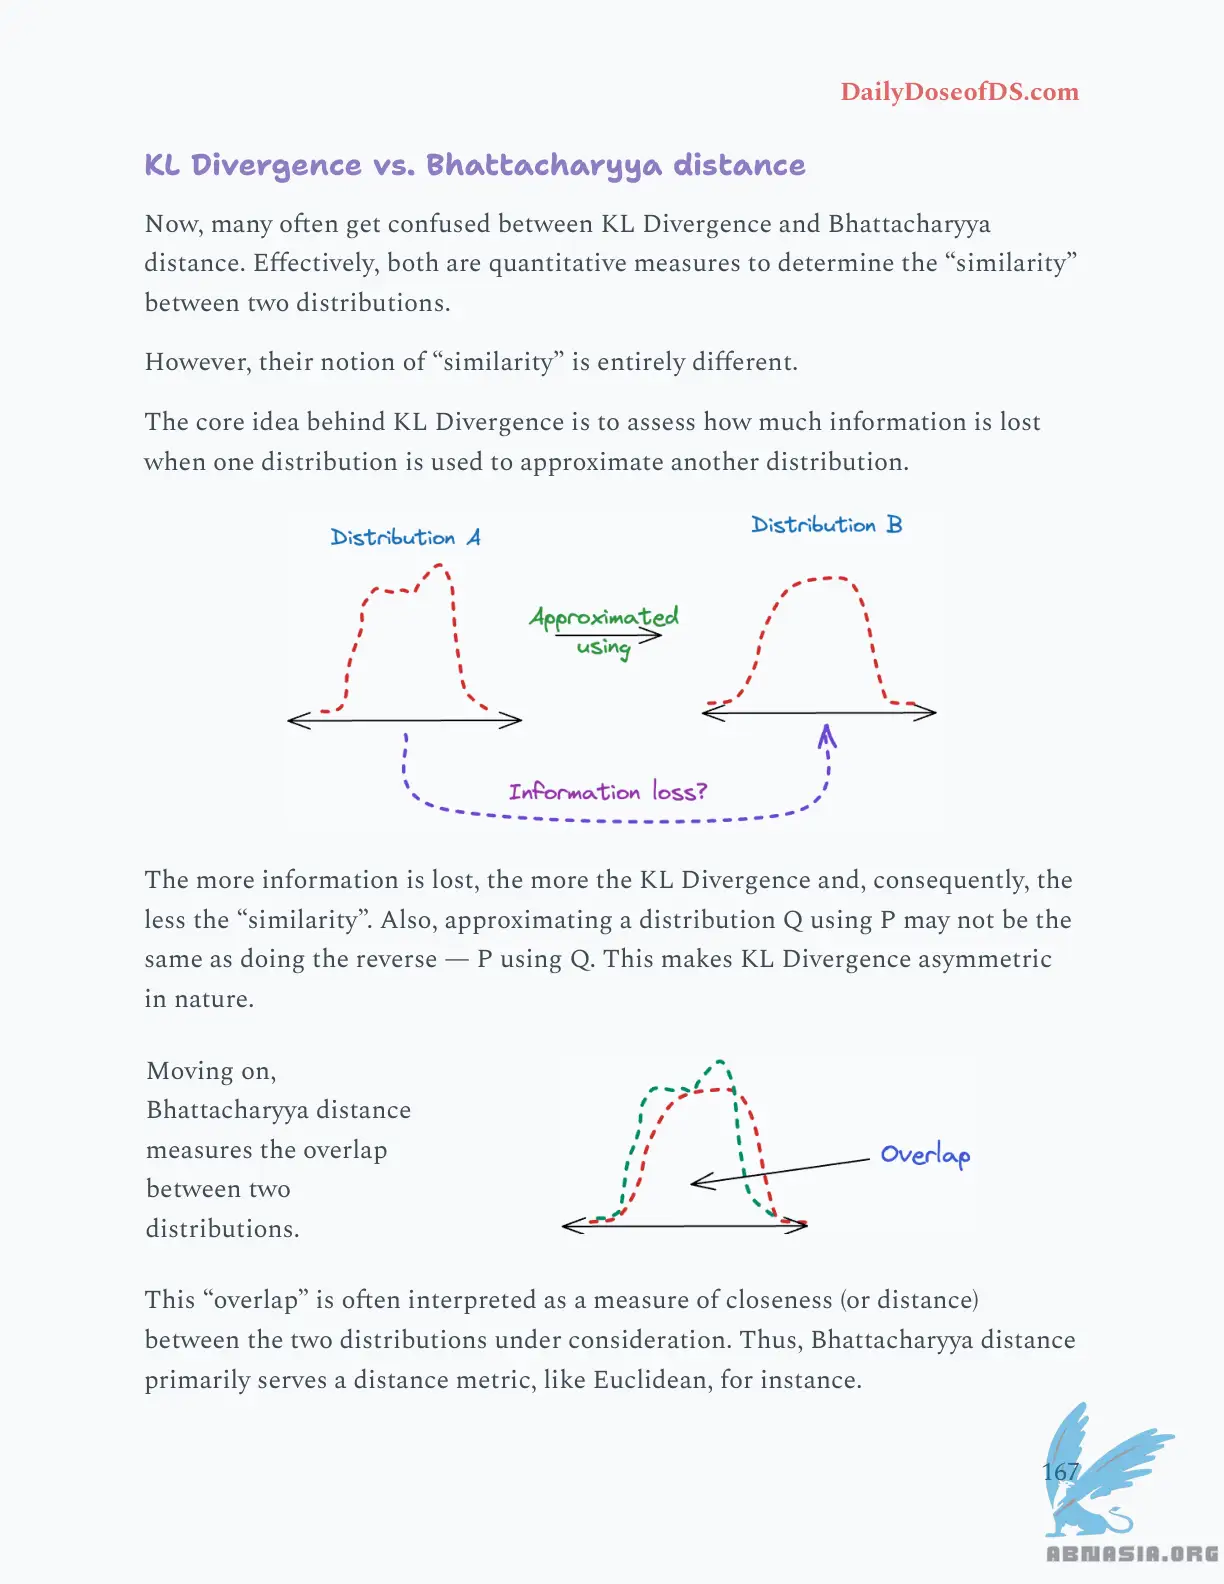 DailyDoseofDS.com
KL Divergence vs. Bhattacharyya distance
Now, many often get confused between KL Divergence and Bhattacharyya
distance. Effectively, both are quantitative measures to determine the “similarity”
between two distributions.
However, their notion of “similarity” is entirely different.
The core idea behind KL Divergence is to assess how much information is lost
when one distribution is used to approximate another distribution.
Distribution A
Distribution B
Approximated
using
Information loss?
The more information is lost, the more the KL Divergence and, consequently, the
less the “similarity”. Also, approximating a distribution Q using P may not be the
same as doing the reverse — P using Q. This makes KL Divergence asymmetric
in nature.
Moving on,
Bhattacharyya distance
measures the overlap
between two
distributions.
Overlap
This “overlap” is often interpreted as a measure of closeness (or distance)
between the two distributions under consideration. Thus, Bhattacharyya distance
primarily serves a distance metric, like Euclidean, for instance.
167
ABNASIA.ORG